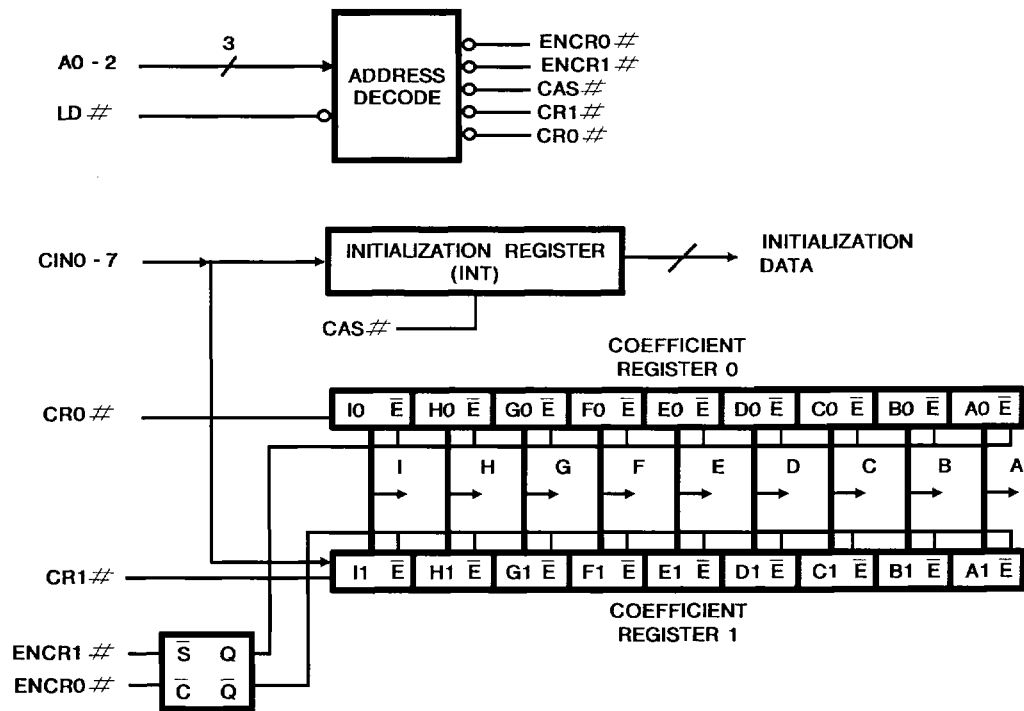 3
A0 - 2
LD #
ADDRESS
DECODE
ENCR0 #
ENCR1 #
CAS #
CR1 #
CR0 #
CIN0 - 7
INITIALIZATION REGISTER
(INT)
INITIALIZATION
DATA
CAS #
COEFFICIENT
REGISTER 0
CR0 #
I0 E̅ H0 E̅ G0 E̅ F0 E̅ E0 E̅ D0 E̅ C0 E̅ B0 E̅ A0 E̅
I H G F E D C B A
CR1 #
I1 E̅ H1 E̅ G1 E̅ F1 E̅ E1 E̅ D1 E̅ C1 E̅ B1 E̅ A1 E̅
COEFFICIENT
REGISTER 1
ENCR1 #
S̅ Q
ENCR0 #
C̅ Q̅